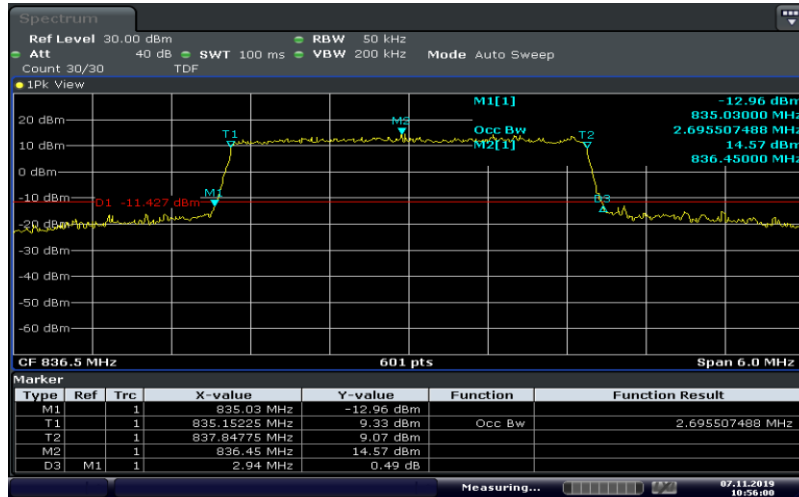 Spectrum
Ref Level 30.00 dBm RBW 50 kHz
Att 40 dB SWT 100 ms VBW 200 kHz Mode Auto Sweep
Count 30/30 TDF
1Pk View
M1[1] -12.96 dBm
835.03000 MHz
Occ Bw 2.695507488 MHz
M2[1] 14.57 dBm
836.45000 MHz
20 dBm
M2
T1
T2
10 dBm
0 dBm
-10 dBm
M1
D1 -11.427 dBm
D3
-20 dBm
-30 dBm
-40 dBm
-50 dBm
-60 dBm
CF 836.5 MHz 601 pts Span 6.0 MHz
Marker
Type Ref Trc X-value Y-value Function Function Result
M1 1 835.03 MHz -12.96 dBm
T1 1 835.15225 MHz 9.33 dBm Occ Bw 2.695507488 MHz
T2 1 837.84775 MHz 9.07 dBm
M2 1 836.45 MHz 14.57 dBm
D3 M1 1 2.94 MHz 0.49 dB
Measuring... 07.11.2019
10:56:00